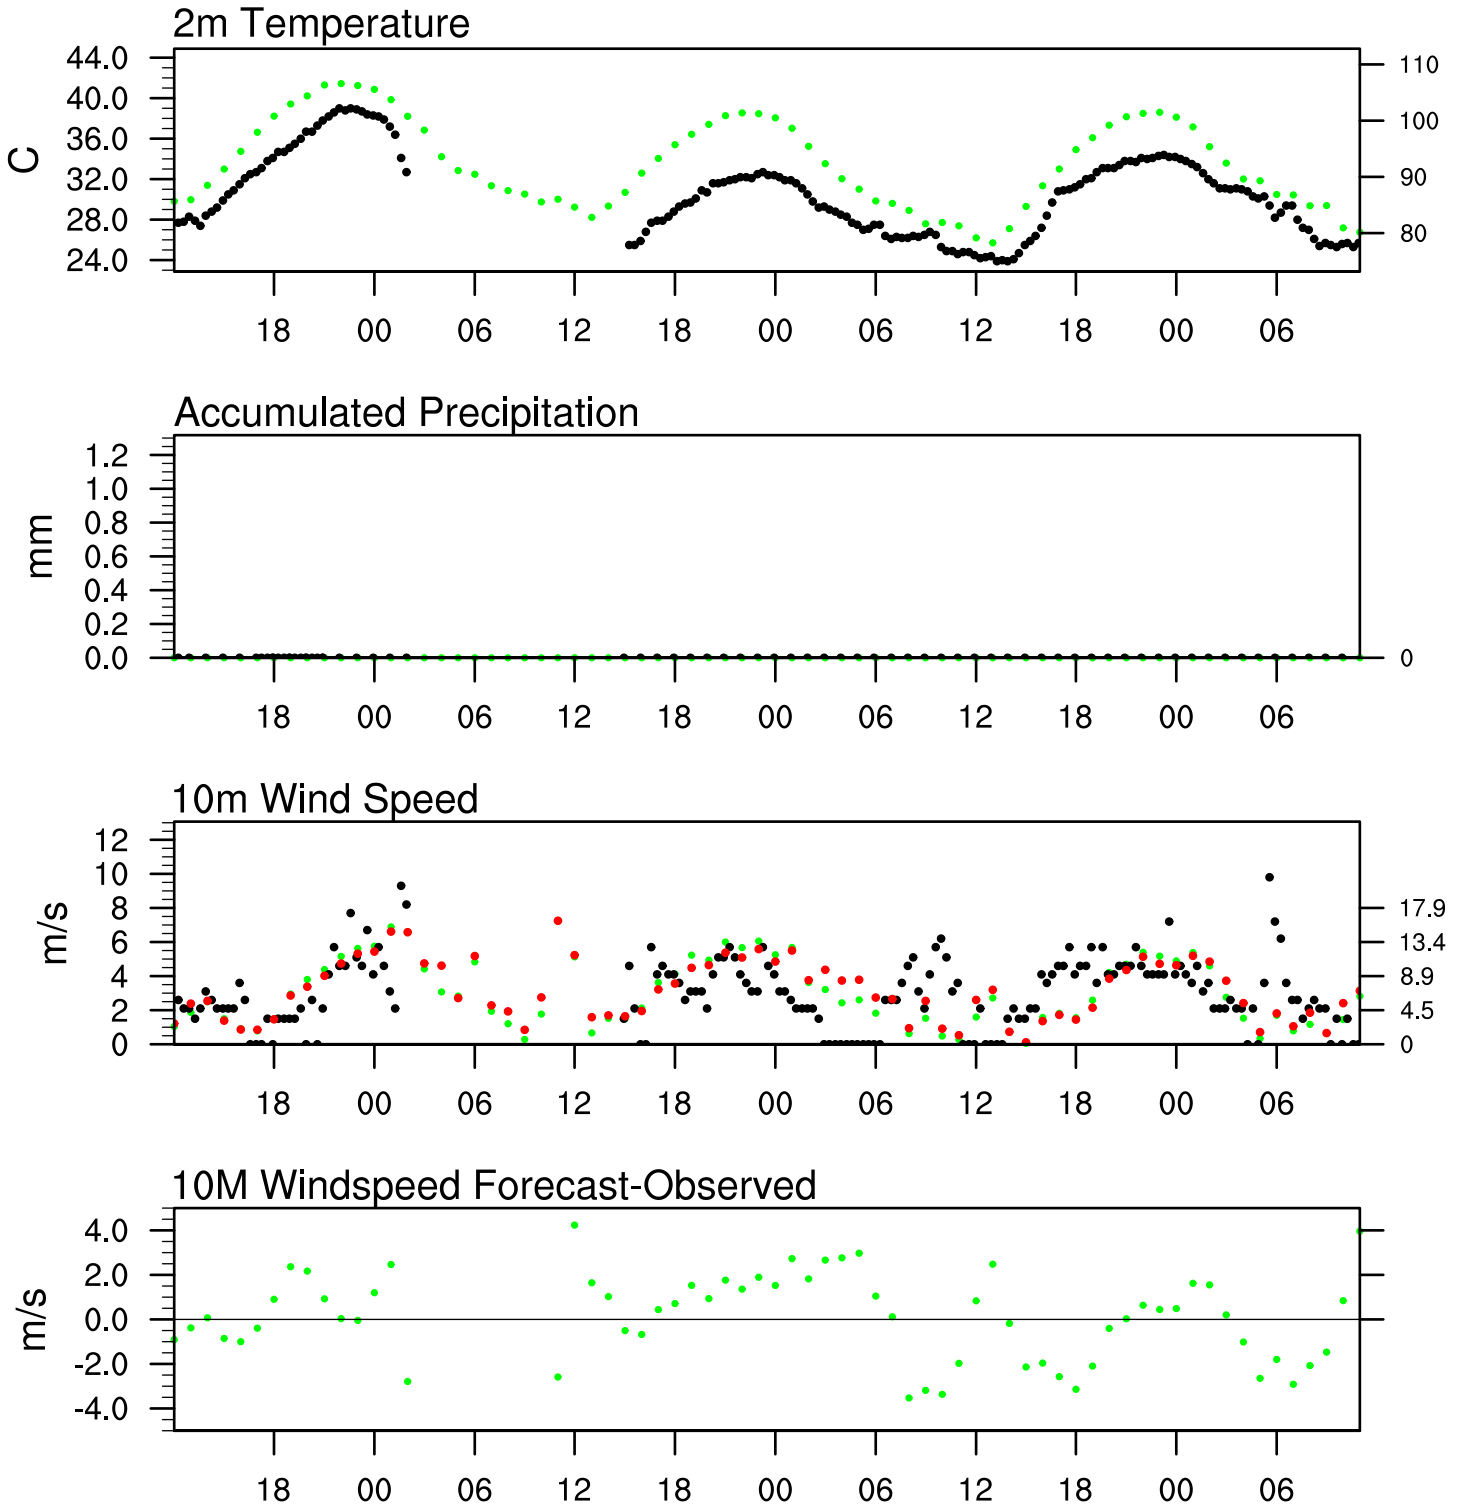 2m Temperature
44.0
40.0
36.0
32.0
28.0
24.0
C
110
100
90
80
18 00 06 12 18 00 06 12 18 00 06
Accumulated Precipitation
1.2
1.0
0.8
0.6
0.4
0.2
0.0
mm
0
18 00 06 12 18 00 06 12 18 00 06
10m Wind Speed
12
10
8
6
4
2
0
m/s
17.9
13.4
8.9
4.5
0
18 00 06 12 18 00 06 12 18 00 06
10M Windspeed Forecast-Observed
4.0
2.0
0.0
-2.0
-4.0
m/s
18 00 06 12 18 00 06 12 18 00 06